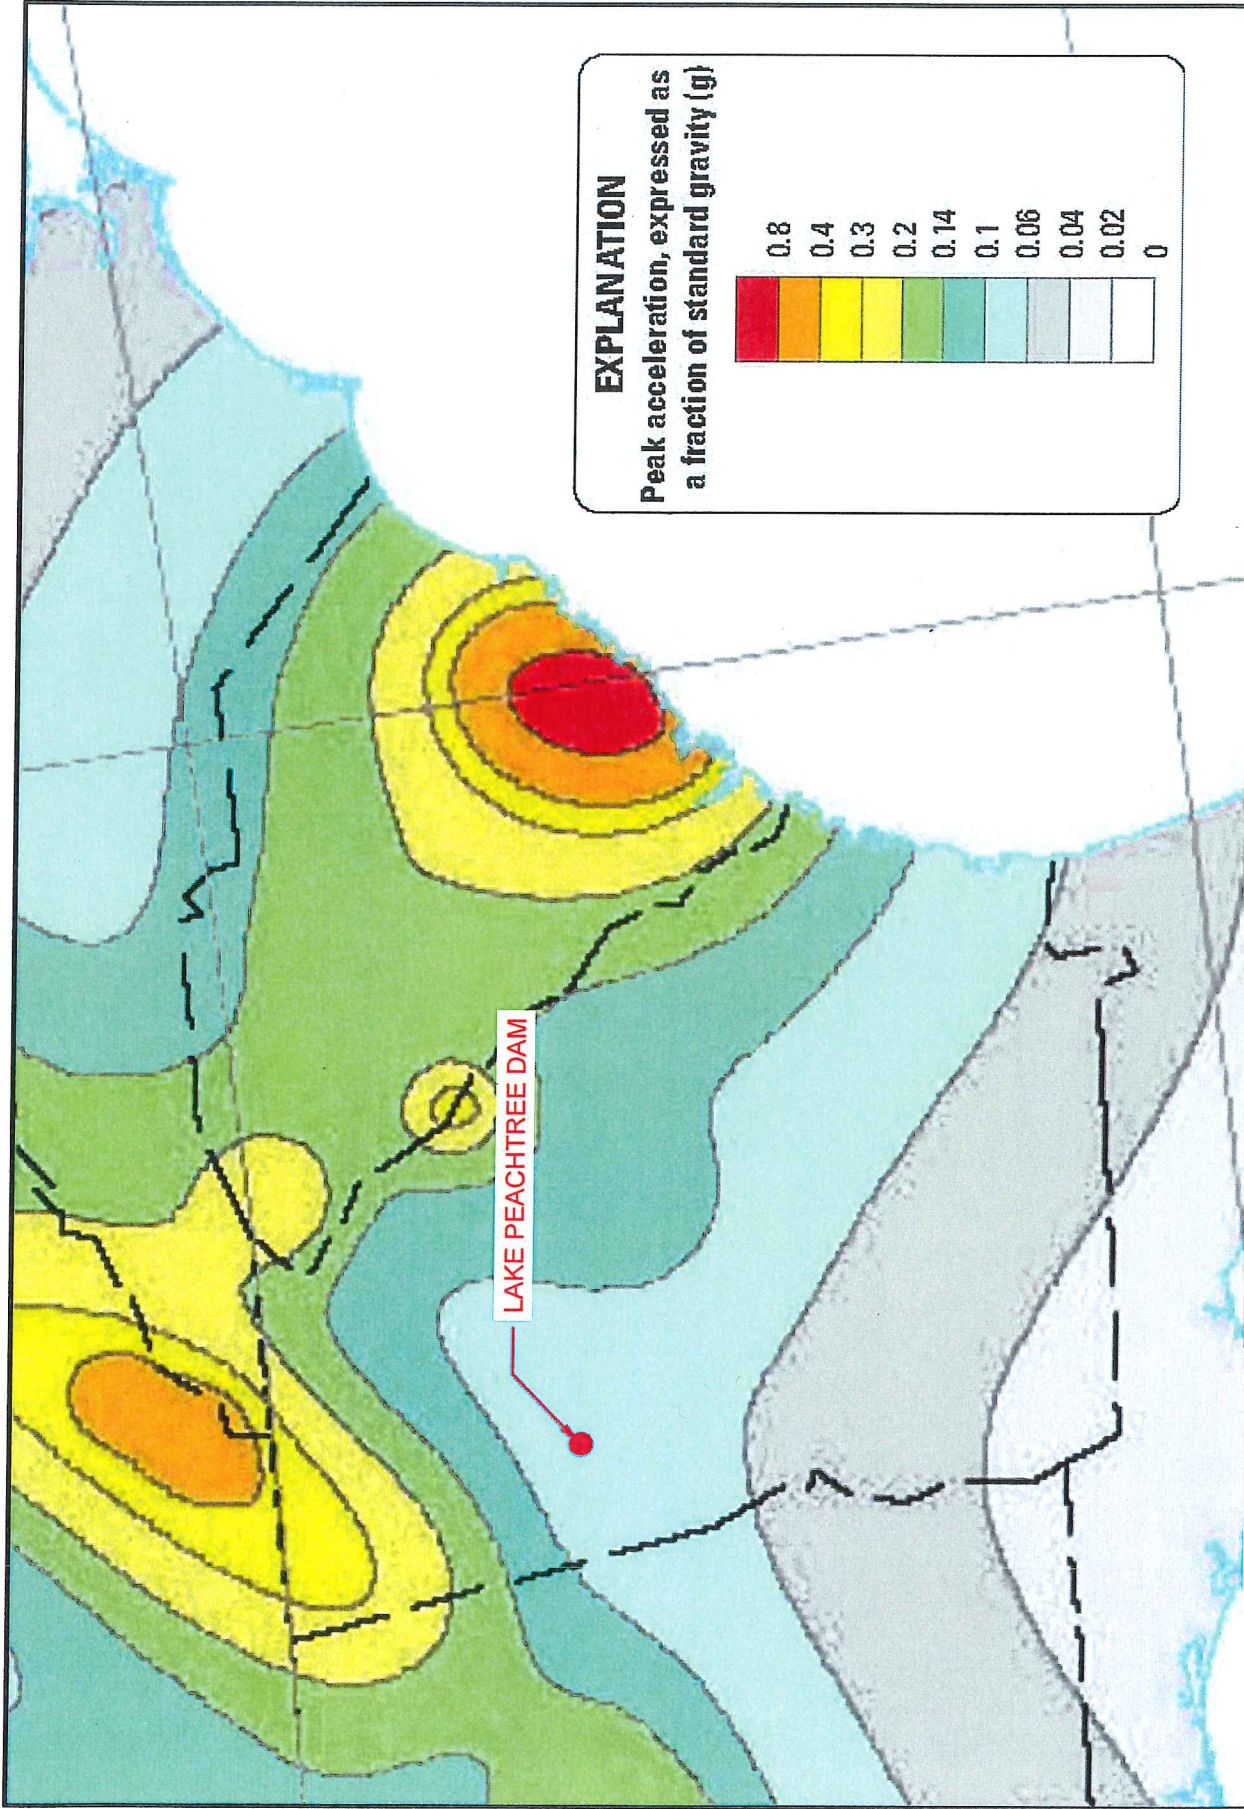 EXPLANATION
Peak acceleration, expressed as
a fraction of standard gravity (g)
0.8
0.4
0.3
0.2
0.14
0.1
0.06
0.04
0.02
0
LAKE PEACHTREE DAM